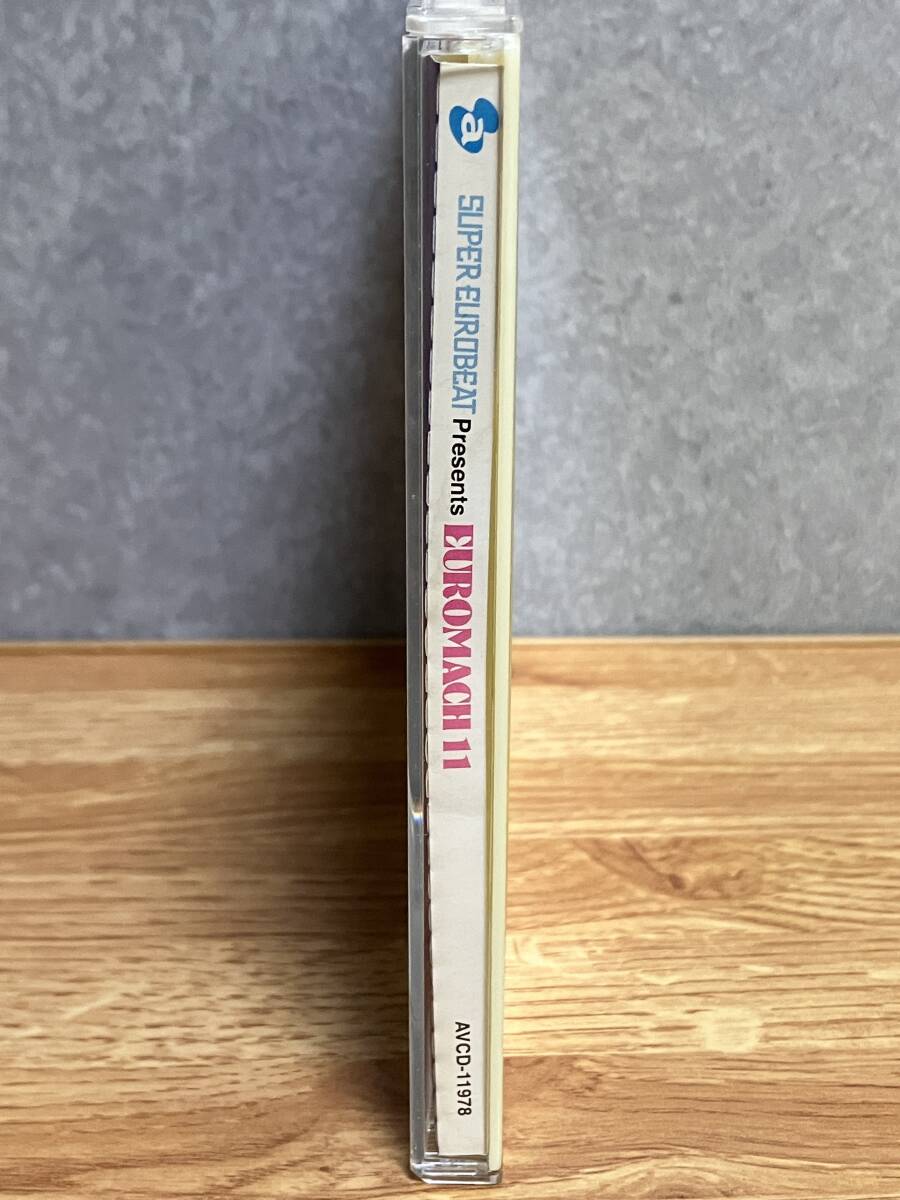 a
SUPER EUROBEAT Presents EUROMACH 11
AVCD-11978